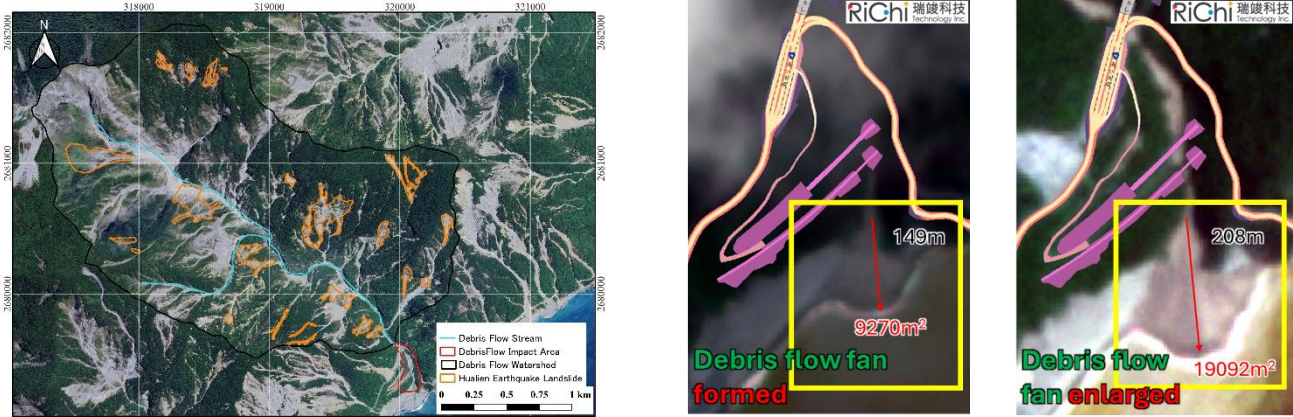 318000 319000 320000 321000
2682000
2682000
N
2681000
2681000
2680000
2680000
Debris Flow Stream
DebrisFlow Impact Area
Debris Flow Watershed
Hualien Earthquake Landslide
0 0.25 0.5 0.75 1 km
RiChi 瑞竣科技
Technology Inc.
149m
9270m²
Debris flow fan
formed
RiChi 瑞竣科技
Technology Inc.
208m
19092m²
Debris flow
fan enlarged